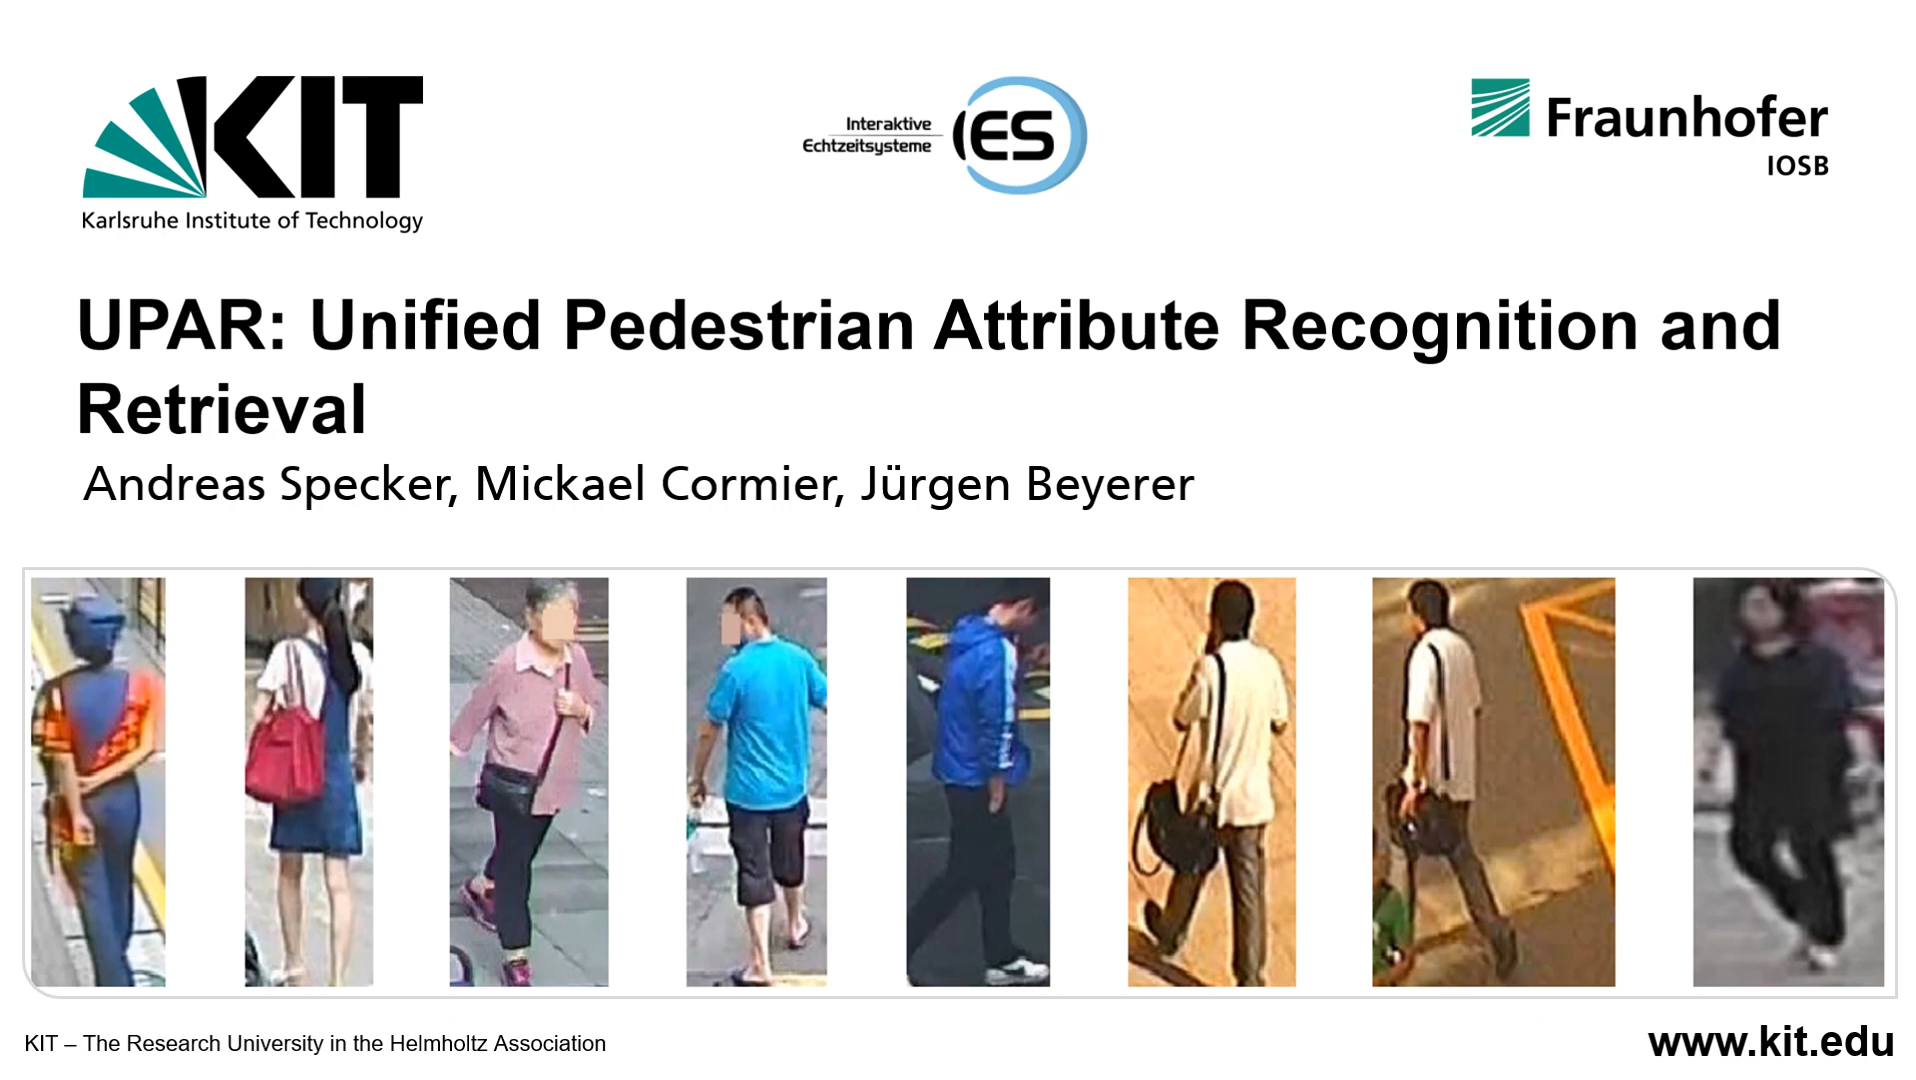 KIT
Karlsruhe Institute of Technology
Interaktive
Echtzeitsysteme
IES
Fraunhofer
IOSB
UPAR: Unified Pedestrian Attribute Recognition and
Retrieval
Andreas Specker, Mickael Cormier, Jürgen Beyerer
KIT – The Research University in the Helmholtz Association
www.kit.edu